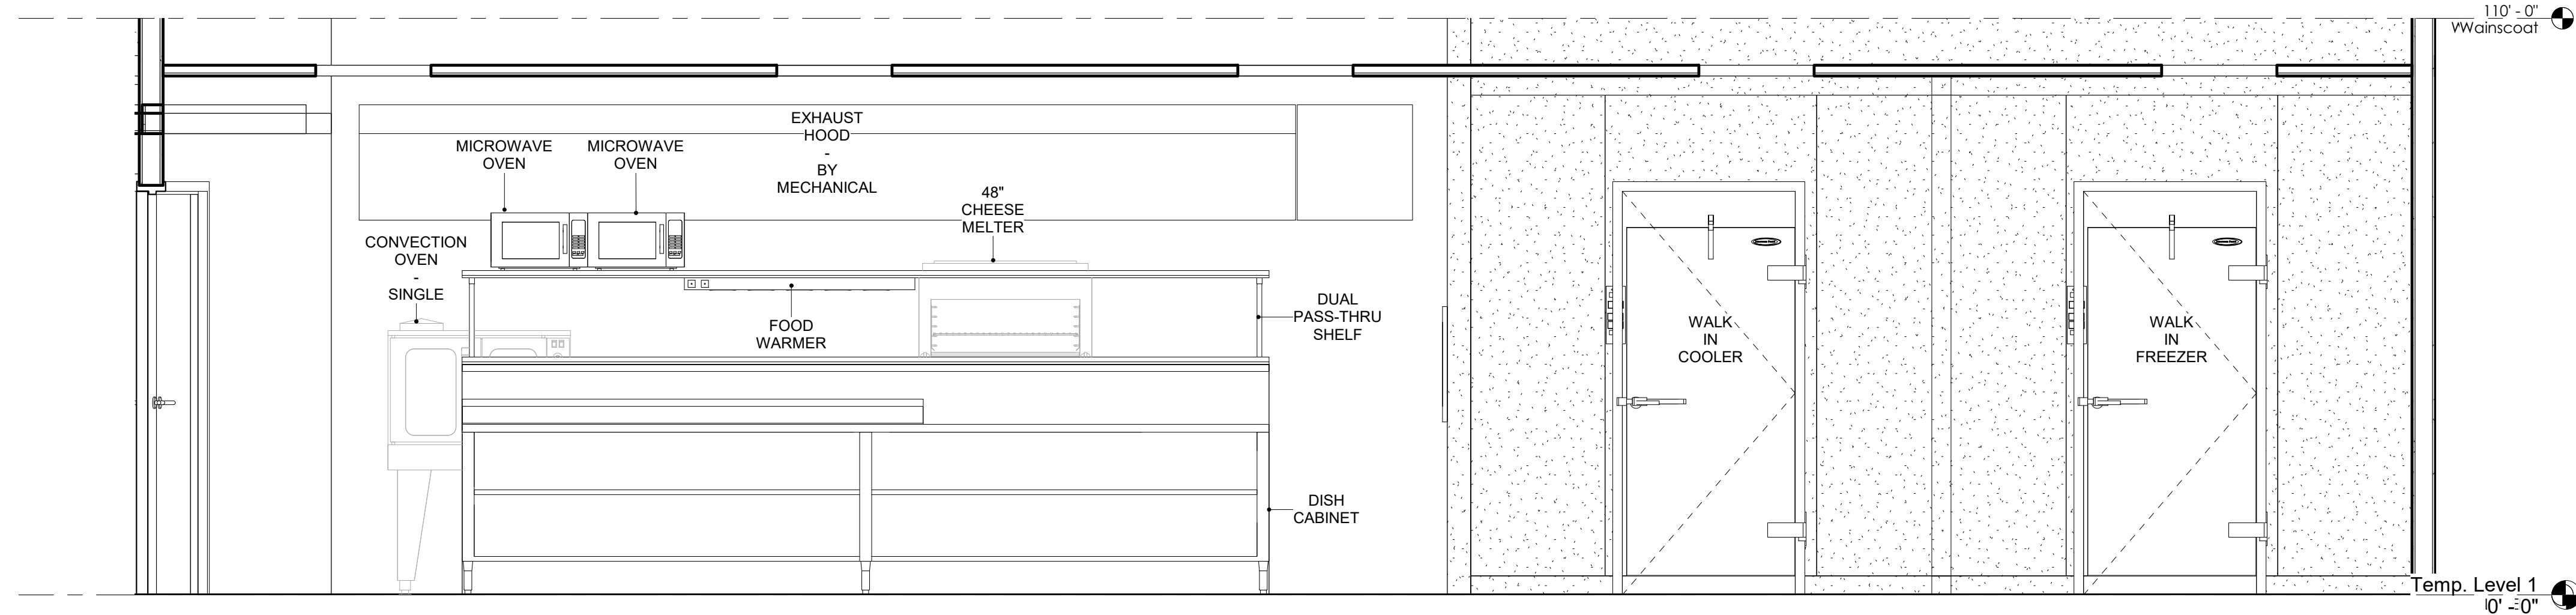 110' - 0"
Wainscoat
EXHAUST
HOOD
-
BY
MECHANICAL
MICROWAVE
OVEN
MICROWAVE
OVEN
48"
CHEESE
MELTER
CONVECTION
OVEN
-
SINGLE
FOOD
WARMER
DUAL
PASS-THRU
SHELF
WALK
IN
COOLER
WALK
IN
FREEZER
DISH
CABINET
Temp. Level 1
0' - 0"